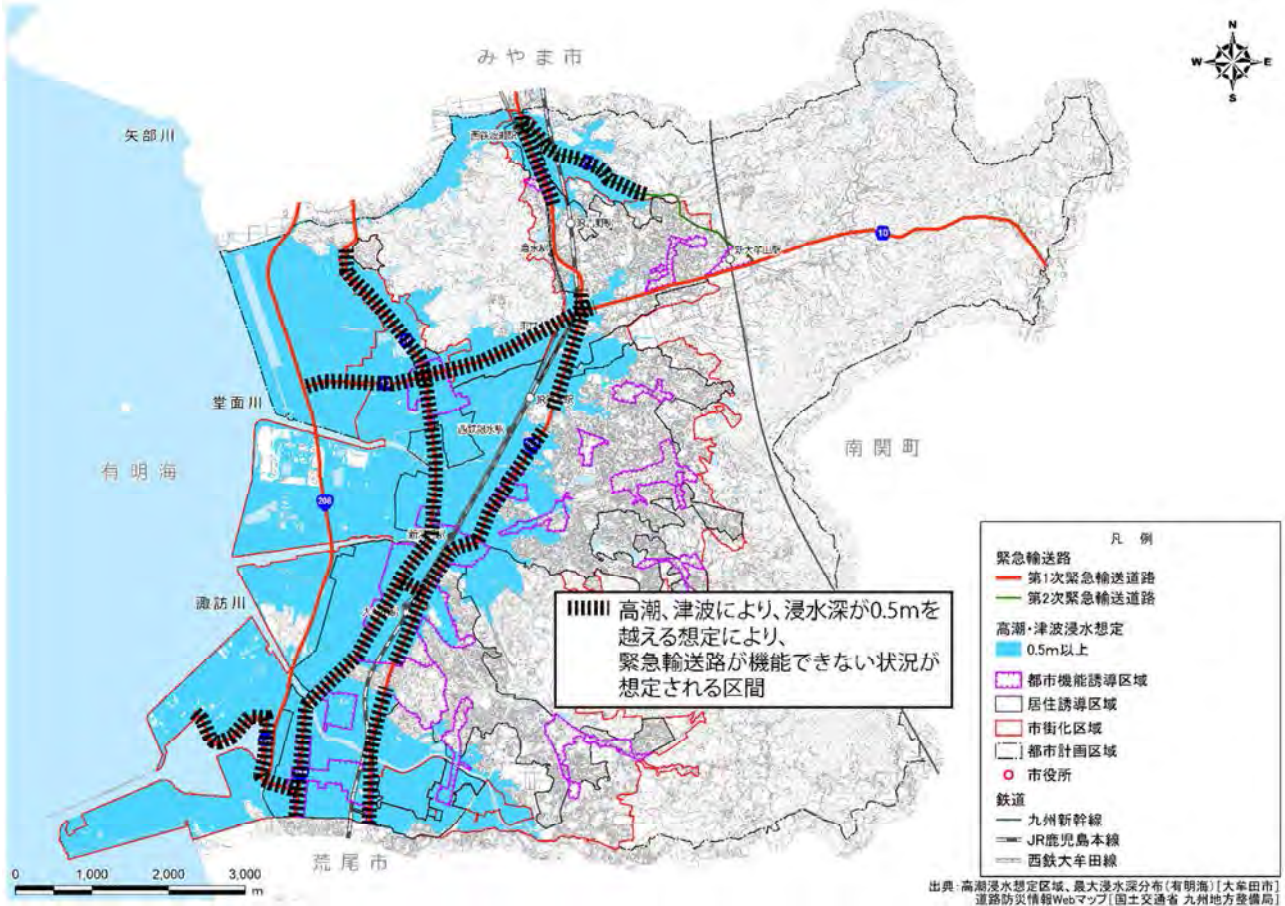 みやま市
N
W
E
S
矢部川
10
堂面川
有明海
南関町
208
諏訪川
荒尾市
高潮、津波により、浸水深が0.5mを
越える想定により、
緊急輸送路が機能できない状況が
想定される区間
凡 例
緊急輸送路
第1次緊急輸送道路
第2次緊急輸送道路
高潮・津波浸水想定
0.5m以上
都市機能誘導区域
居住誘導区域
市街化区域
都市計画区域
市役所
鉄道
九州新幹線
JR鹿児島本線
西鉄大牟田線
0 1,000 2,000 3,000
m
出典：高潮浸水想定区域、最大浸水深分布(有明海)[大牟田市]
道路防災情報Webマップ[国土交通省 九州地方整備局]